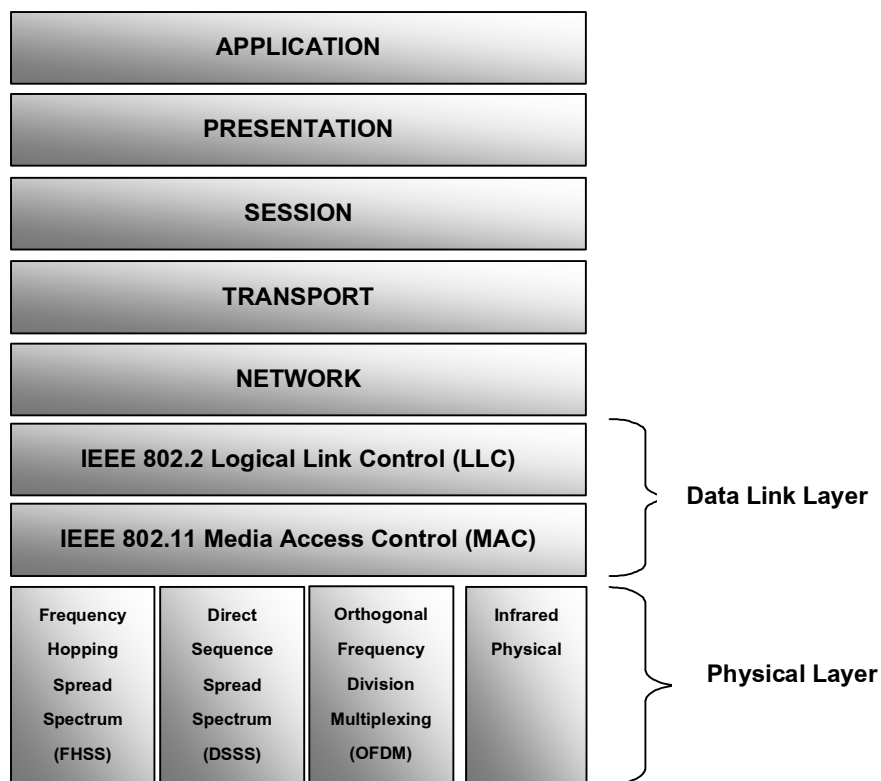 APPLICATION
PRESENTATION
SESSION
TRANSPORT
NETWORK
IEEE 802.2 Logical Link Control (LLC)
IEEE 802.11 Media Access Control (MAC)
Data Link Layer
Frequency
Hopping
Spread
Spectrum
(FHSS)
Direct
Sequence
Spread
Spectrum
(DSSS)
Orthogonal
Frequency
Division
Multiplexing
(OFDM)
Infrared
Physical
Physical Layer